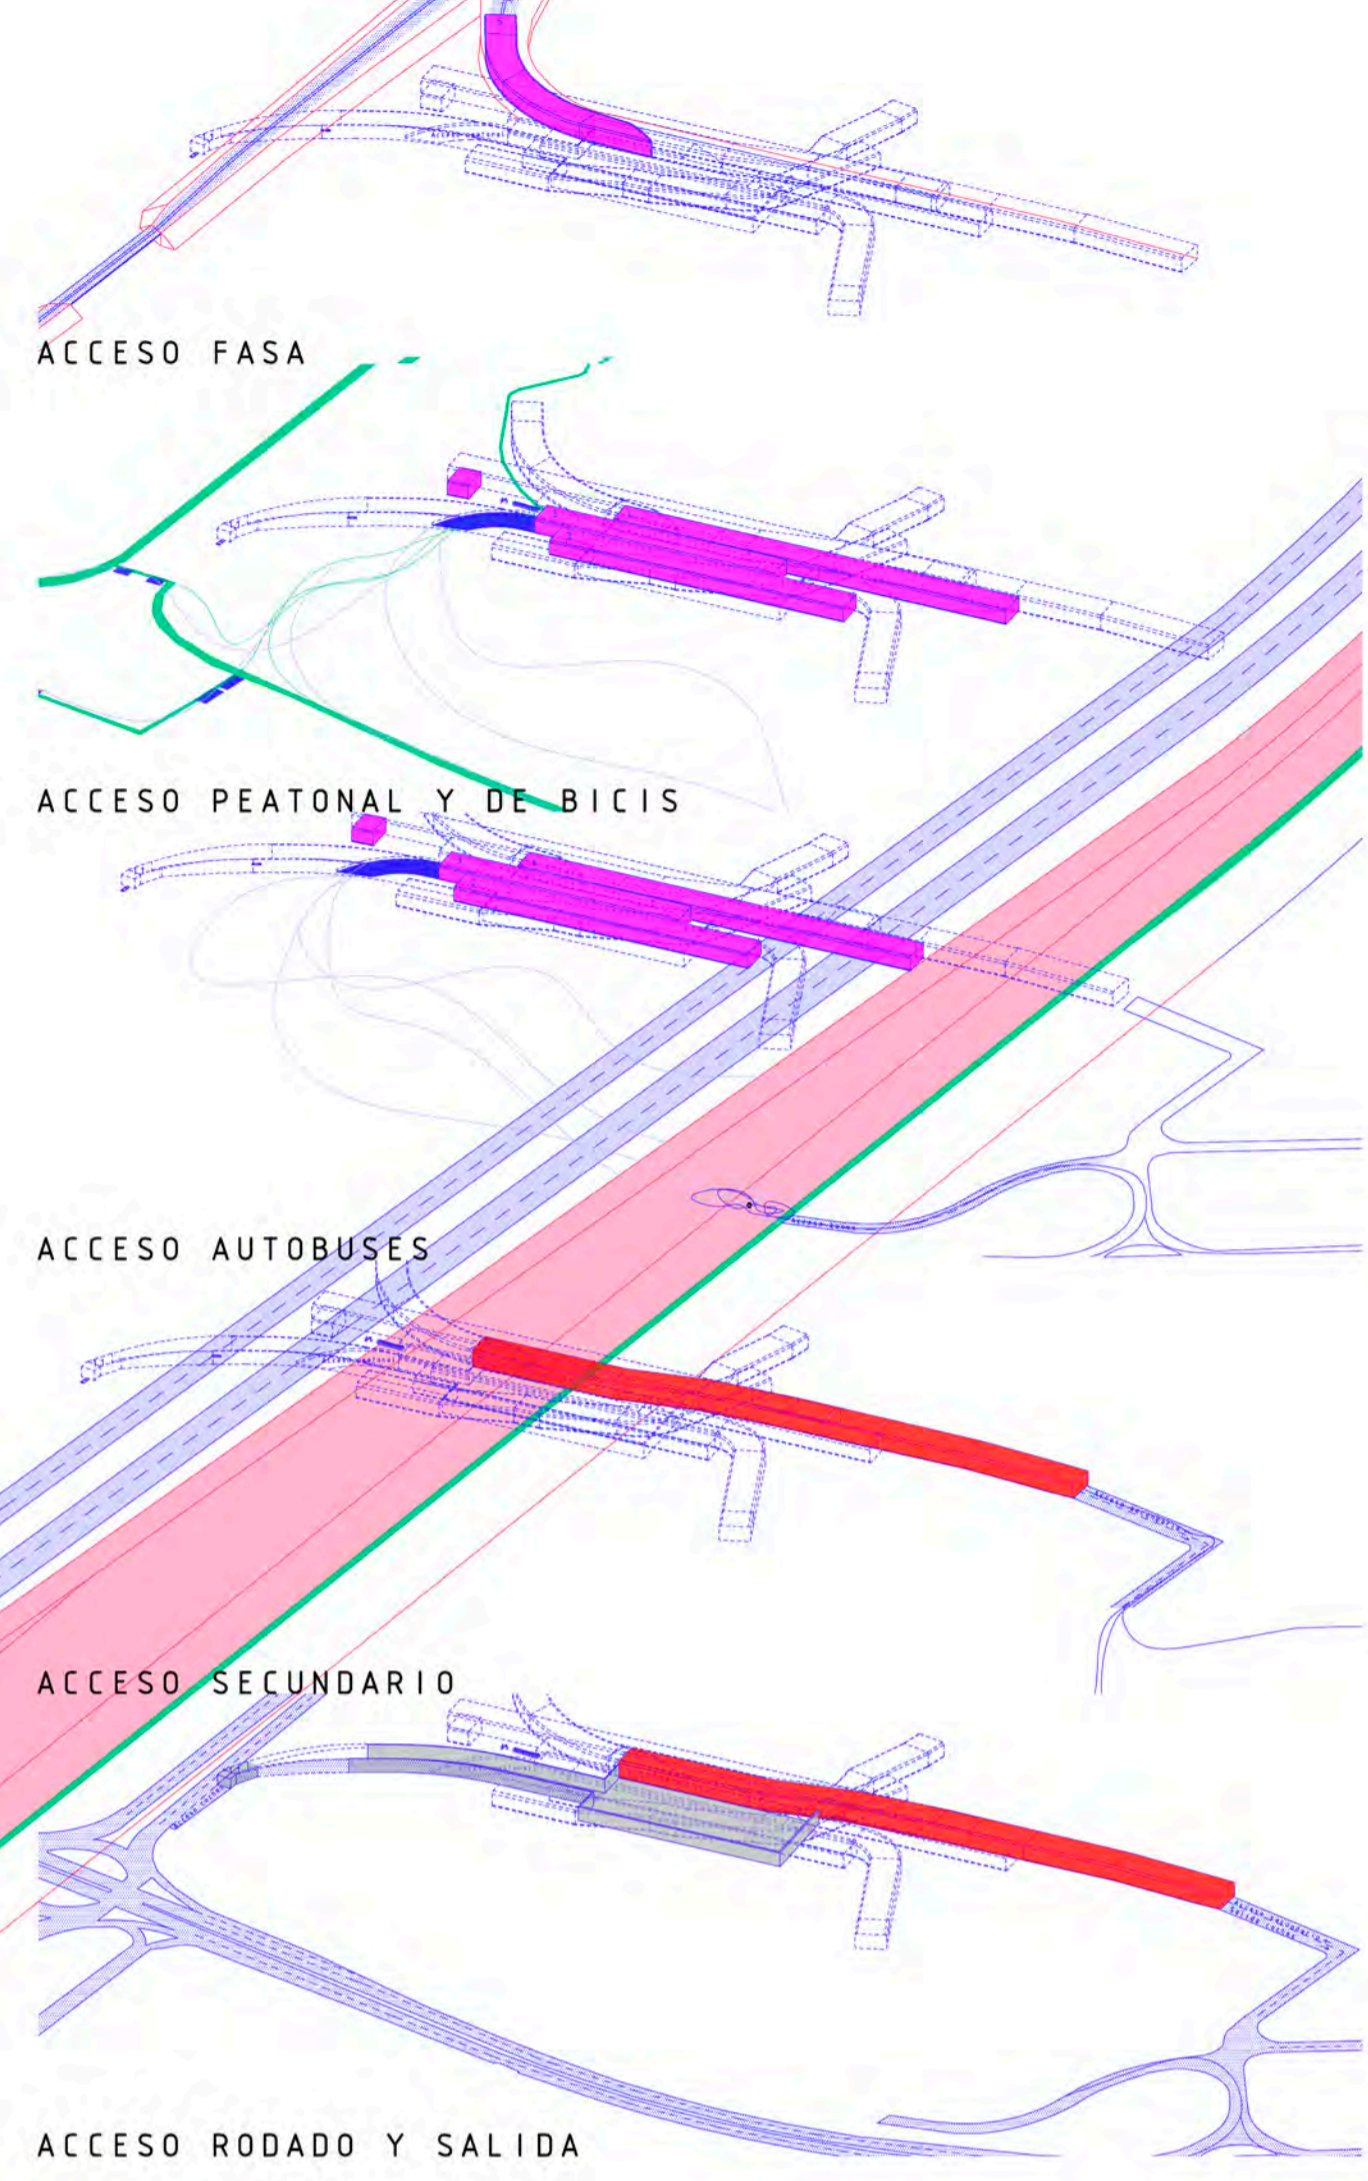 ACCESO FASA
ACCESO PEATONAL Y DE BICIS
ACCESO AUTOBUSES
ACCESO SECUNDARIO
ACCESO RODADO Y SALIDA